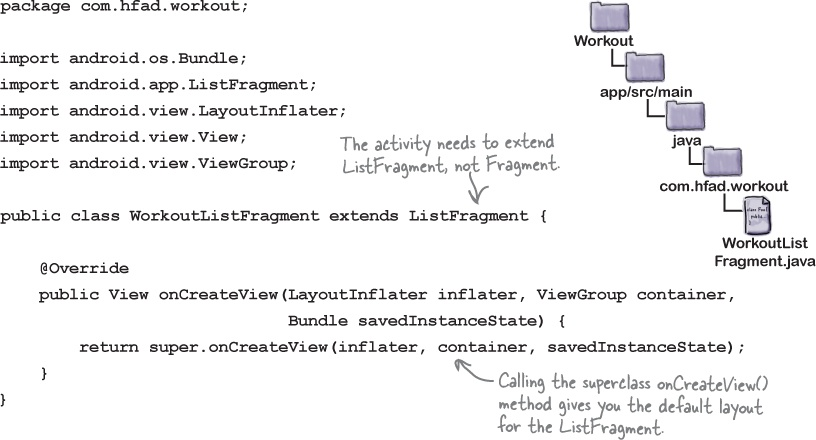 package com.hfad.workout;
import android.os.Bundle;
import android.app.ListFragment;
import android.view.LayoutInflater;
import android.view.View;
import android.view.ViewGroup;
The activity needs to extend
ListFragment, not Fragment.
public class WorkoutListFragment extends ListFragment {
@Override
public View onCreateView(LayoutInflater inflater, ViewGroup container,
Bundle savedInstanceState) {
return super.onCreateView(inflater, container, savedInstanceState);
}
}
Calling the superclass onCreateView()
method gives you the default layout
for the ListFragment.
Workout
app/src/main
java
com.hfad.workout
WorkoutList
Fragment.java